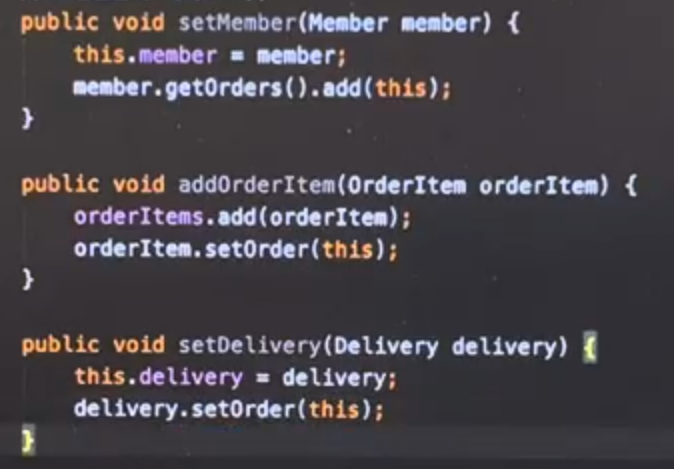 public void setMember(Member member) {
    this.member = member;
    member.getOrders().add(this);
}
public void addOrderItem(OrderItem orderItem) {
    orderItems.add(orderItem);
    orderItem.setOrder(this);
}
public void setDelivery(Delivery delivery) {
    this.delivery = delivery;
    delivery.setOrder(this);
}